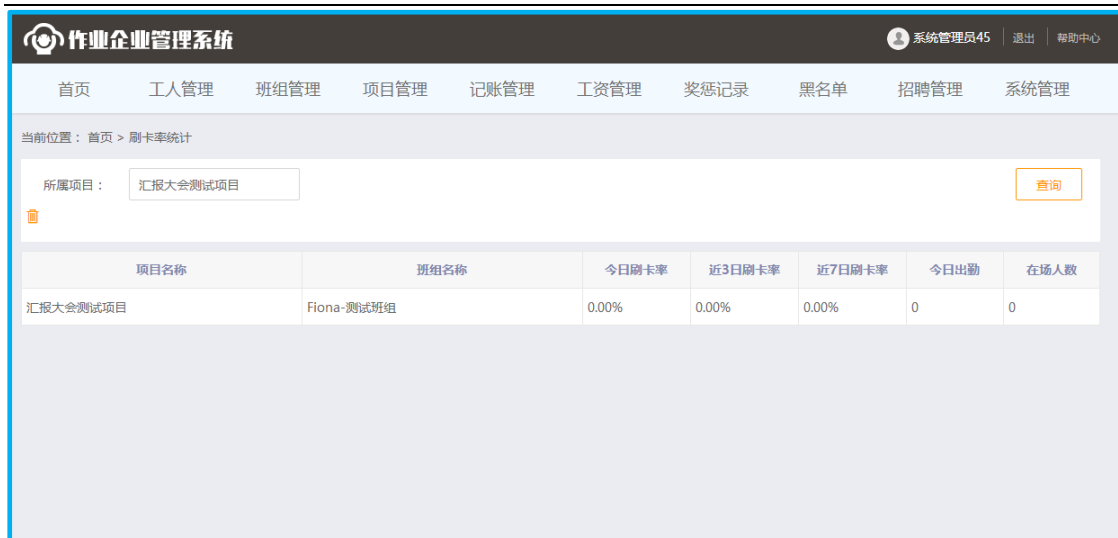 作业企业管理系统 系统管理员45 退出 帮助中心
首页 工人管理 班组管理 项目管理 记账管理 工资管理 奖惩记录 黑名单 招聘管理 系统管理
当前位置： 首页 > 刷卡率统计
所属项目： 汇报大会测试项目 查询
项目名称 班组名称 今日刷卡率 近3日刷卡率 近7日刷卡率 今日出勤 在场人数
汇报大会测试项目 Fiona-测试班组 0.00% 0.00% 0.00% 0 0